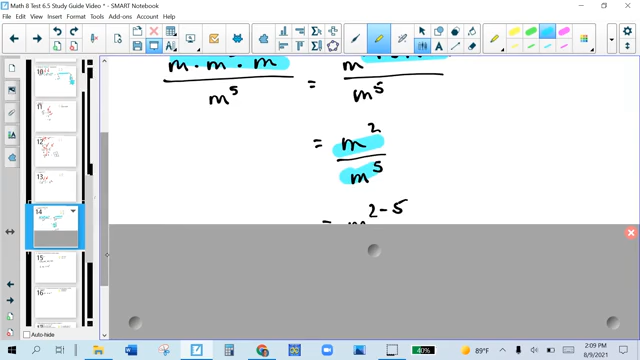 Math 8 Test 6.5 Study Guide Video * - SMART Notebook
File Edit View Insert Format Tools Add-ons Account Help
10
11
12
13
14
15
16
m · m · m
m
m⁵ = m⁵
= m²
m⁵
= m²⁻⁵
Auto-hide
40%
89°F
2:09 PM
8/9/2021